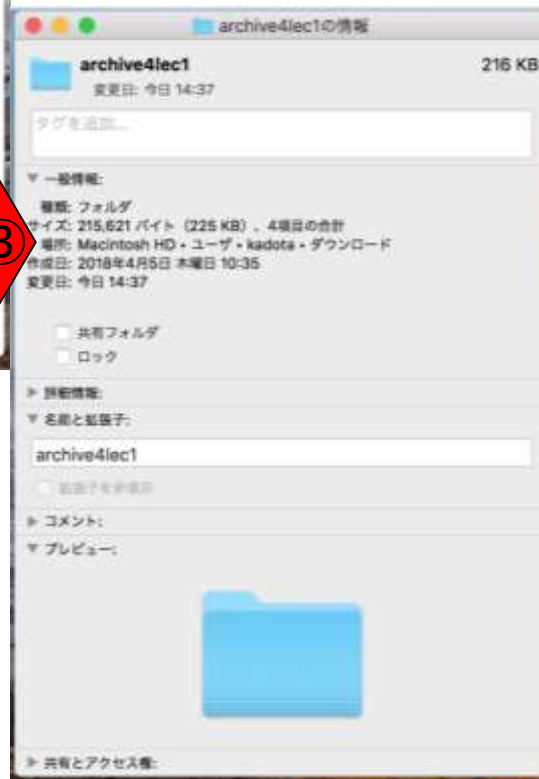 archive4lec1の情報
archive4lec1
216 KB
変更日: 今日 14:37
タグを追加...
一般情報:
種類: フォルダ
サイズ: 215,621 バイト（225 KB）、4項目の合計
場所: Macintosh HD • ユーザ • kadota • ダウンロード
作成日: 2018年4月5日 木曜日 10:35
変更日: 今日 14:37
③
共有フォルダ
ロック
詳細情報:
名前と拡張子:
archive4lec1
拡張子を非表示
コメント:
プレビュー:
共有とアクセス権: